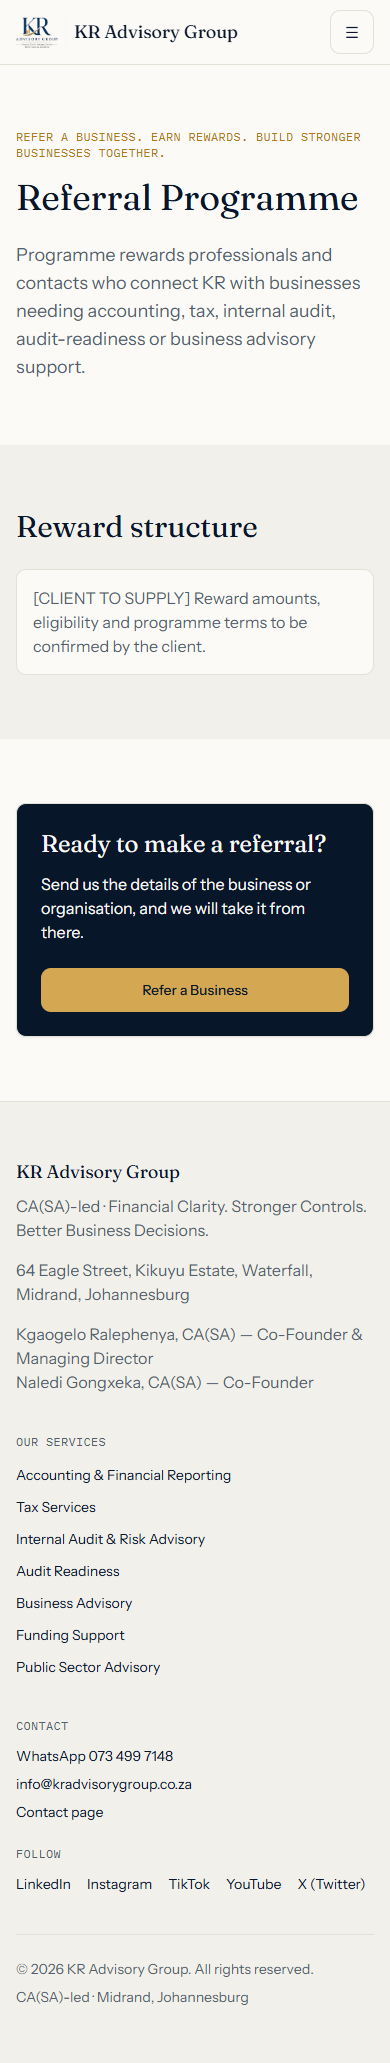 KR
ADVISORY GROUP
KR Advisory Group
REFER A BUSINESS. EARN REWARDS. BUILD STRONGER
BUSINESSES TOGETHER.
Referral Programme
Programme rewards professionals and
contacts who connect KR with businesses
needing accounting, tax, internal audit,
audit-readiness or business advisory
support.
Reward structure
[CLIENT TO SUPPLY] Reward amounts,
eligibility and programme terms to be
confirmed by the client.
Ready to make a referral?
Send us the details of the business or
organisation, and we will take it from
there.
Refer a Business
KR Advisory Group
CA(SA)-led · Financial Clarity. Stronger Controls.
Better Business Decisions.
64 Eagle Street, Kikuyu Estate, Waterfall,
Midrand, Johannesburg
Kgaogelo Ralephenya, CA(SA) — Co-Founder &
Managing Director
Naledi Gongxeka, CA(SA) — Co-Founder
OUR SERVICES
Accounting & Financial Reporting
Tax Services
Internal Audit & Risk Advisory
Audit Readiness
Business Advisory
Funding Support
Public Sector Advisory
CONTACT
WhatsApp 073 499 7148
info@kradvisorygroup.co.za
Contact page
FOLLOW
LinkedIn Instagram TikTok YouTube X (Twitter)
© 2026 KR Advisory Group. All rights reserved.
CA(SA)-led · Midrand, Johannesburg